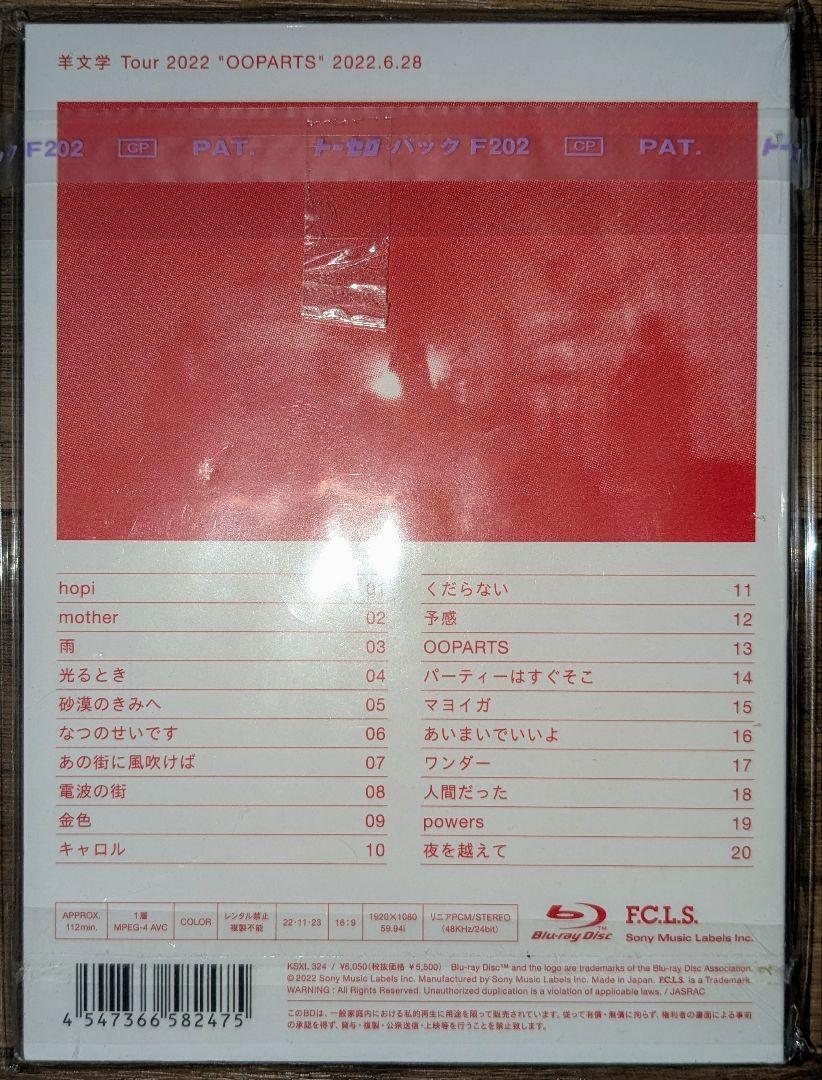 羊文学 Tour 2022 "OOPARTS" 2022.6.28
F202 CP PAT. トーセロ パック F202 CP PAT.
hopi 01
mother 02
雨 03
光るとき 04
砂漠のきみへ 05
なつのせいです 06
あの街に風吹けば 07
電波の街 08
金色 09
キャロル 10
くだらない 11
予感 12
OOPARTS 13
パーティーはすぐそこ 14
マヨイガ 15
あいまいでいいよ 16
ワンダー 17
人間だった 18
powers 19
夜を越えて 20
APPROX. 112min.
1層 MPEG-4 AVC
COLOR
レンタル禁止 複製不能
22・11・23
16:9
1920×1080 59.94i
リニアPCM/STEREO (48KHz/24bit)
Blu-ray Disc™
F.C.L.S.
Sony Music Labels Inc.
KSXL 324 / ¥6,050(税抜価格 ¥5,500) Blu-ray Disc™ and the logo are trademarks of the Blu-ray Disc Association.
© 2022 Sony Music Labels Inc. Manufactured by Sony Music Labels Inc. Made in Japan. F.C.L.S. is a Trademark.
WARNING : All Rights Reserved. Unauthorized duplication is a violation of applicable laws. / JASRAC
このBDは、一般家庭内における私的再生に用途を限って販売されています。従って有償・無償に拘らず、権利者の書面による事前
の承認を得ず、貸与・複製・公衆送信・上映等を行うことを禁止致します。
4 547366 582475